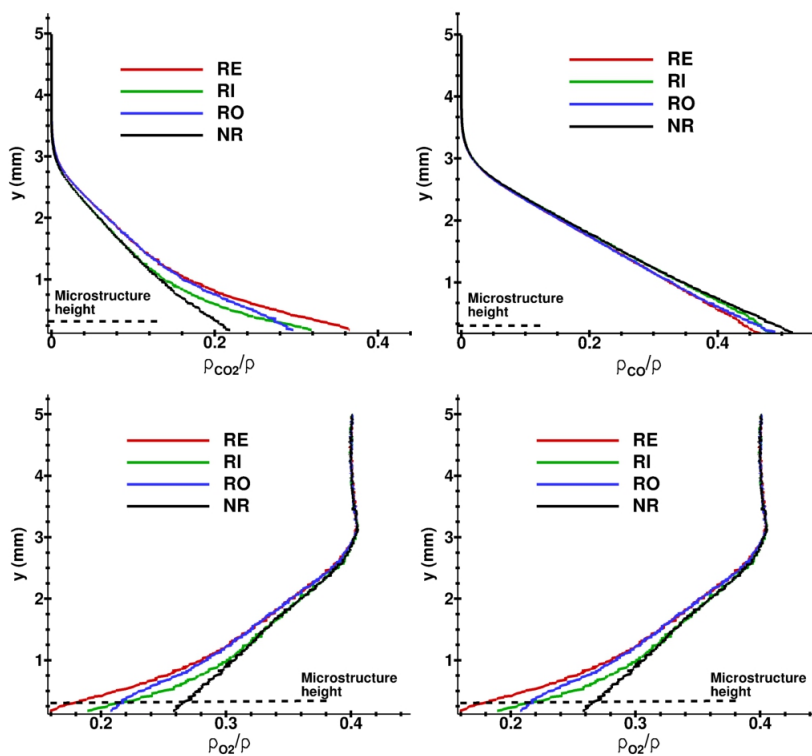 5
4
3
2
1
0
0.2
0.4
y (mm)
RE
RI
RO
NR
Microstructure
height
ρCO2/ρ
5
4
3
2
1
0.2
0.4
y (mm)
RE
RI
RO
NR
Microstructure
height
ρCO/ρ
5
4
3
2
1
0.2
0.3
0.4
y (mm)
RE
RI
RO
NR
Microstructure
height
ρO2/ρ
5
4
3
2
1
0.2
0.3
0.4
y (mm)
RE
RI
RO
NR
Microstructure
height
ρO2/ρ